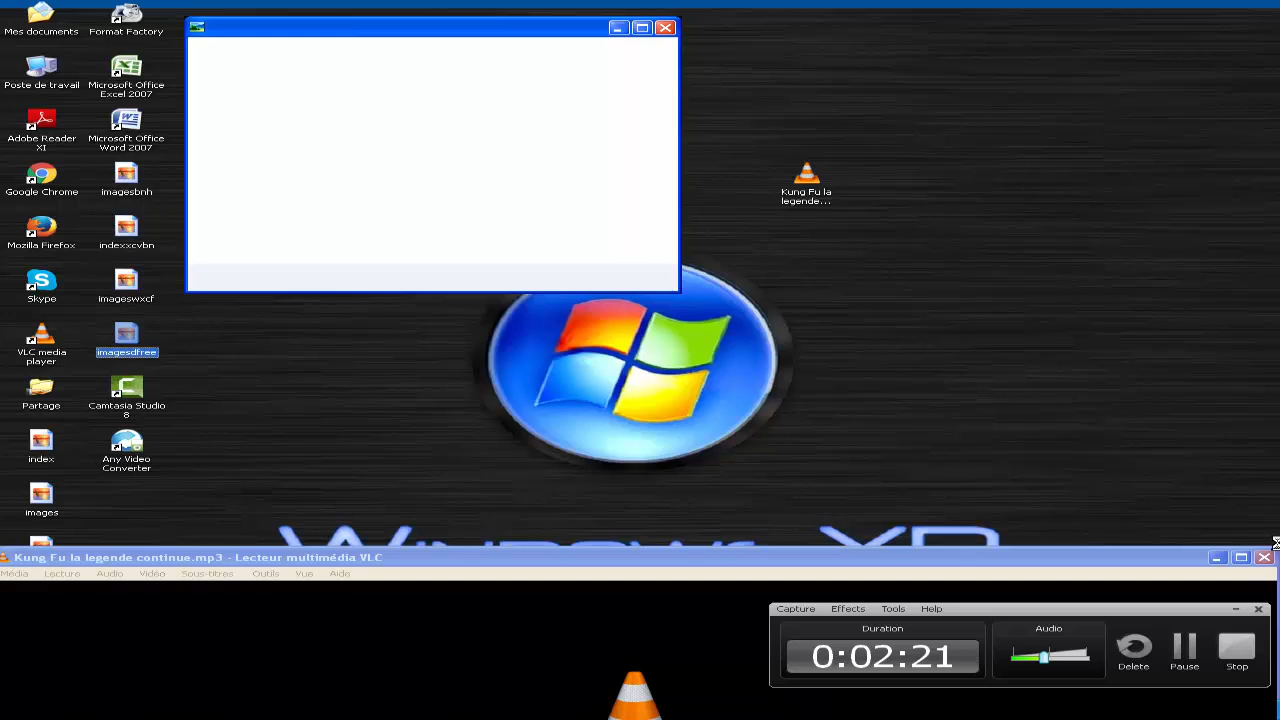 Mes documents
Format Factory
Poste de travail
Microsoft Office
Excel 2007
Adobe Reader
XI
Microsoft Office
Word 2007
Google Chrome
imagesbnh
Mozilla Firefox
indexxcvbn
Skype
imageswxcf
VLC media
player
imagesdfree
Partage
Camtasia Studio
8
index
Any Video
Converter
images
Kung Fu la
legende...
Kung Fu la legende continue.mp3 - Lecteur multimédia VLC
Média Lecture Audio Vidéo Sous-titres Outils Vue Aide
Capture Effects Tools Help
Duration
0:02:21
Audio
Delete Pause Stop